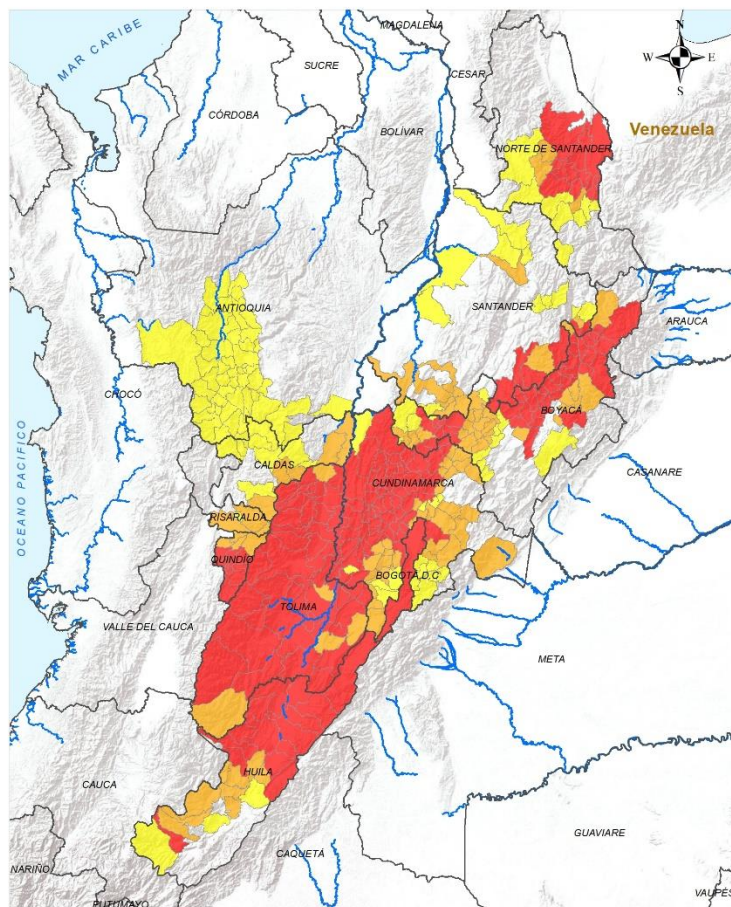 MAGDALENA
N
MAR CARIBE
SUCRE
CESAR
W
E
S
CÓRDOBA
BOLÍVAR
Venezuela
NORTE DE SANTANDER
ANTIOQUIA
SANTANDER
ARAUCA
CHOCÓ
BOYACÁ
OCEANO PACIFICO
CALDAS
CUNDINAMARCA
CASANARE
RISARALDA
QUINDIO
BOGOTÁ, D.C
TOLIMA
VALLE DEL CAUCA
META
HUILA
CAUCA
GUAVIARE
CAQUETÁ
NARIÑO
PUTUMAYO
VAUPÉS